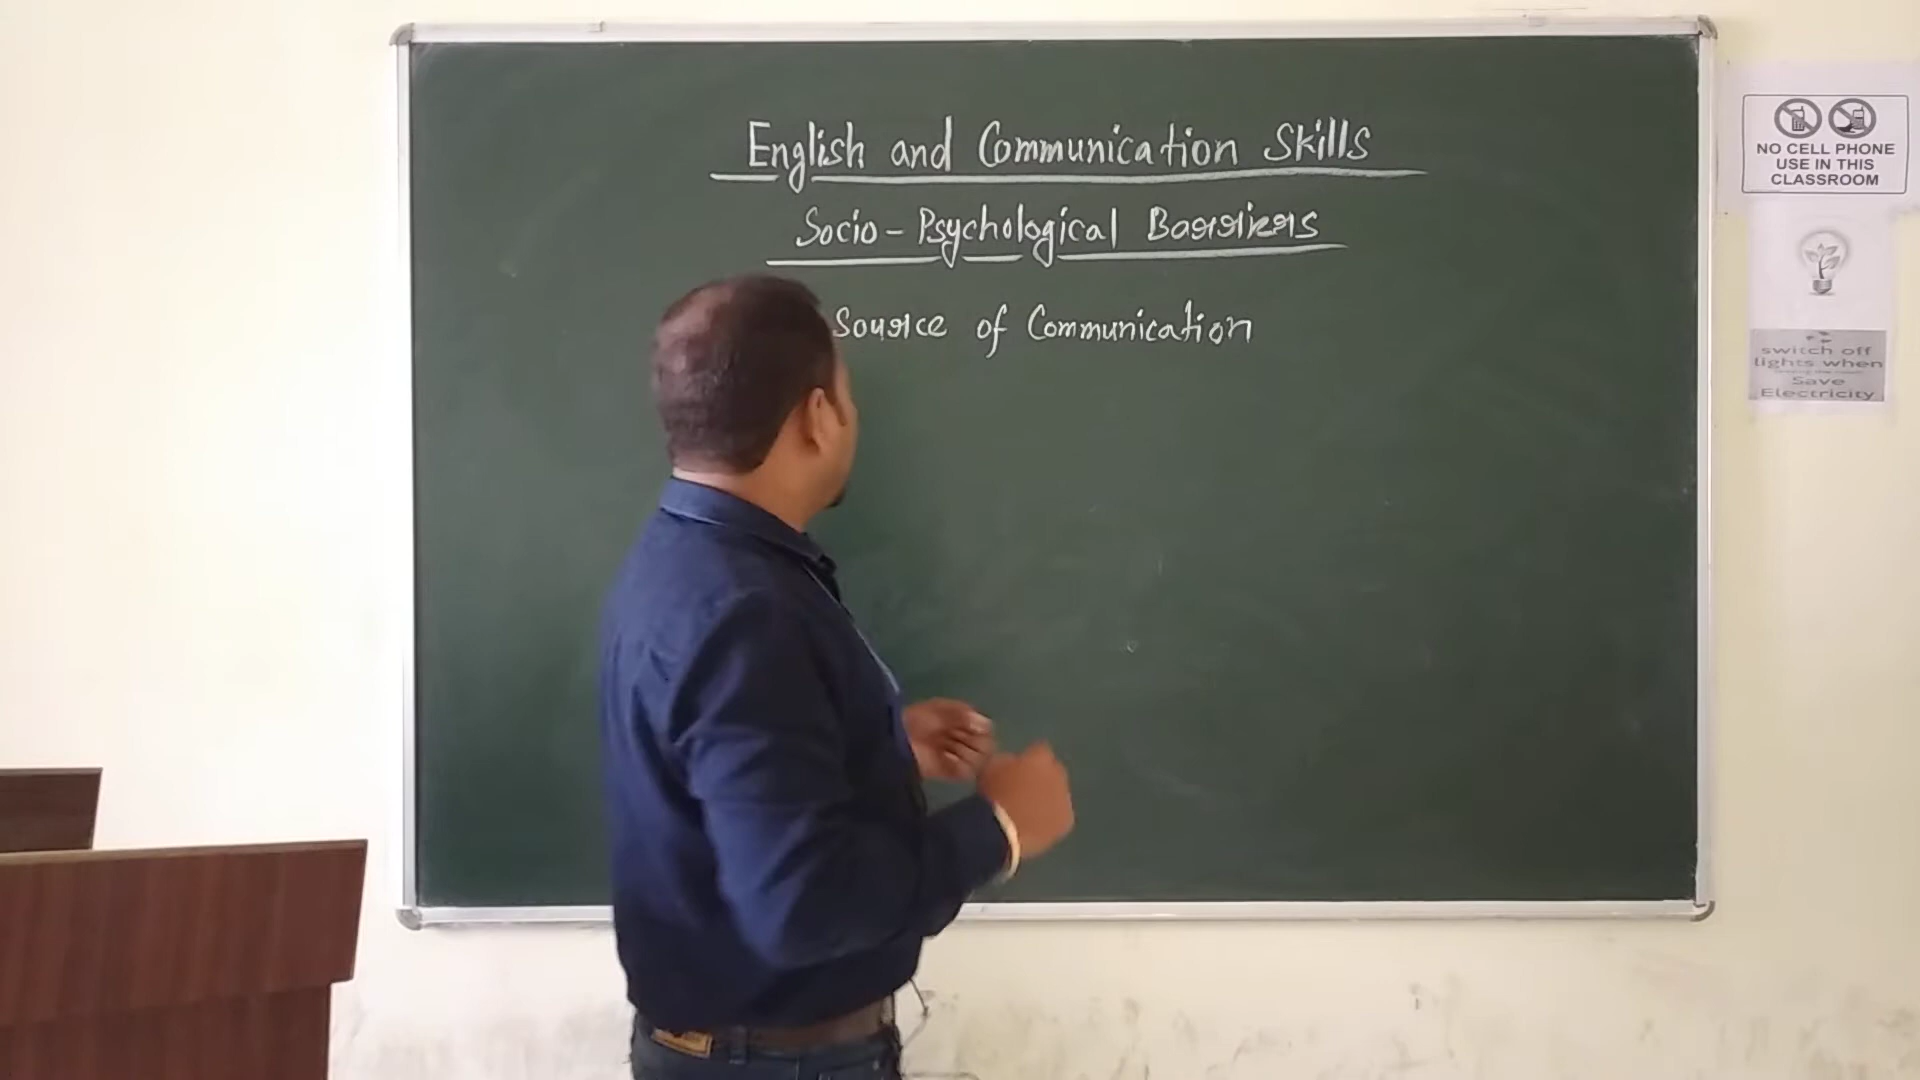 English and Communication Skills
Socio-Psychological Barriers
Source of Communication
NO CELL PHONE
USE IN THIS
CLASSROOM
switch off
lights when
Save
Electricity